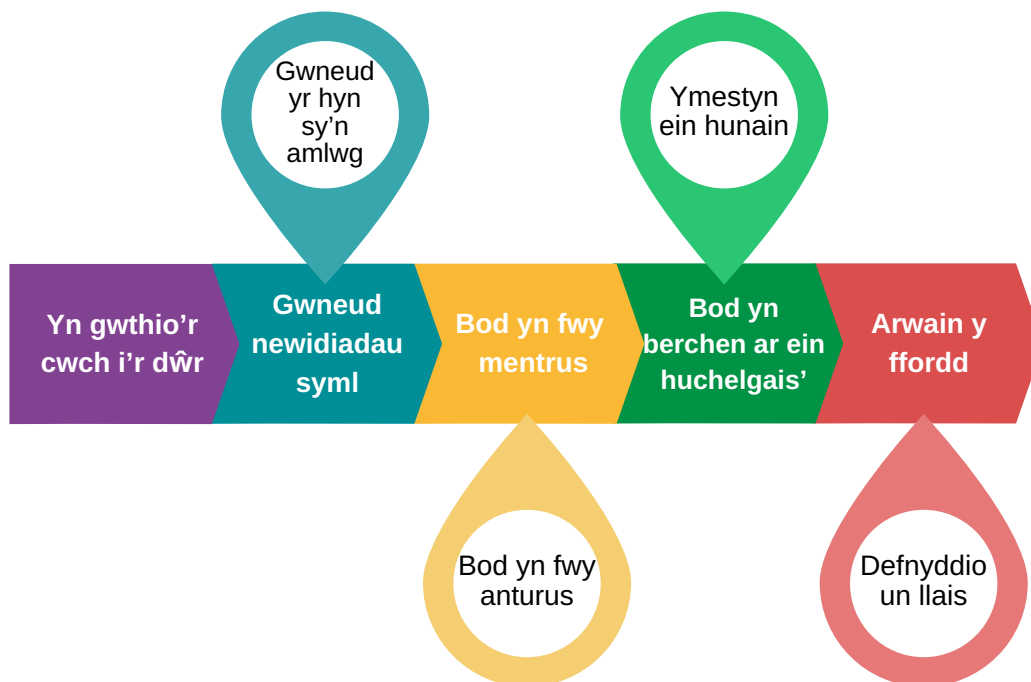 Gwneud
yr hyn
sy’n
amlwg
Ymestyn
ein hunain
Yn gwthio’r
cwch i’r dŵr
Gwneud
newidiadau
syml
Bod yn fwy
mentrus
Bod yn
berchen ar ein
huchelgais’
Arwain y
ffordd
Bod yn fwy
anturus
Defnyddio
un llais